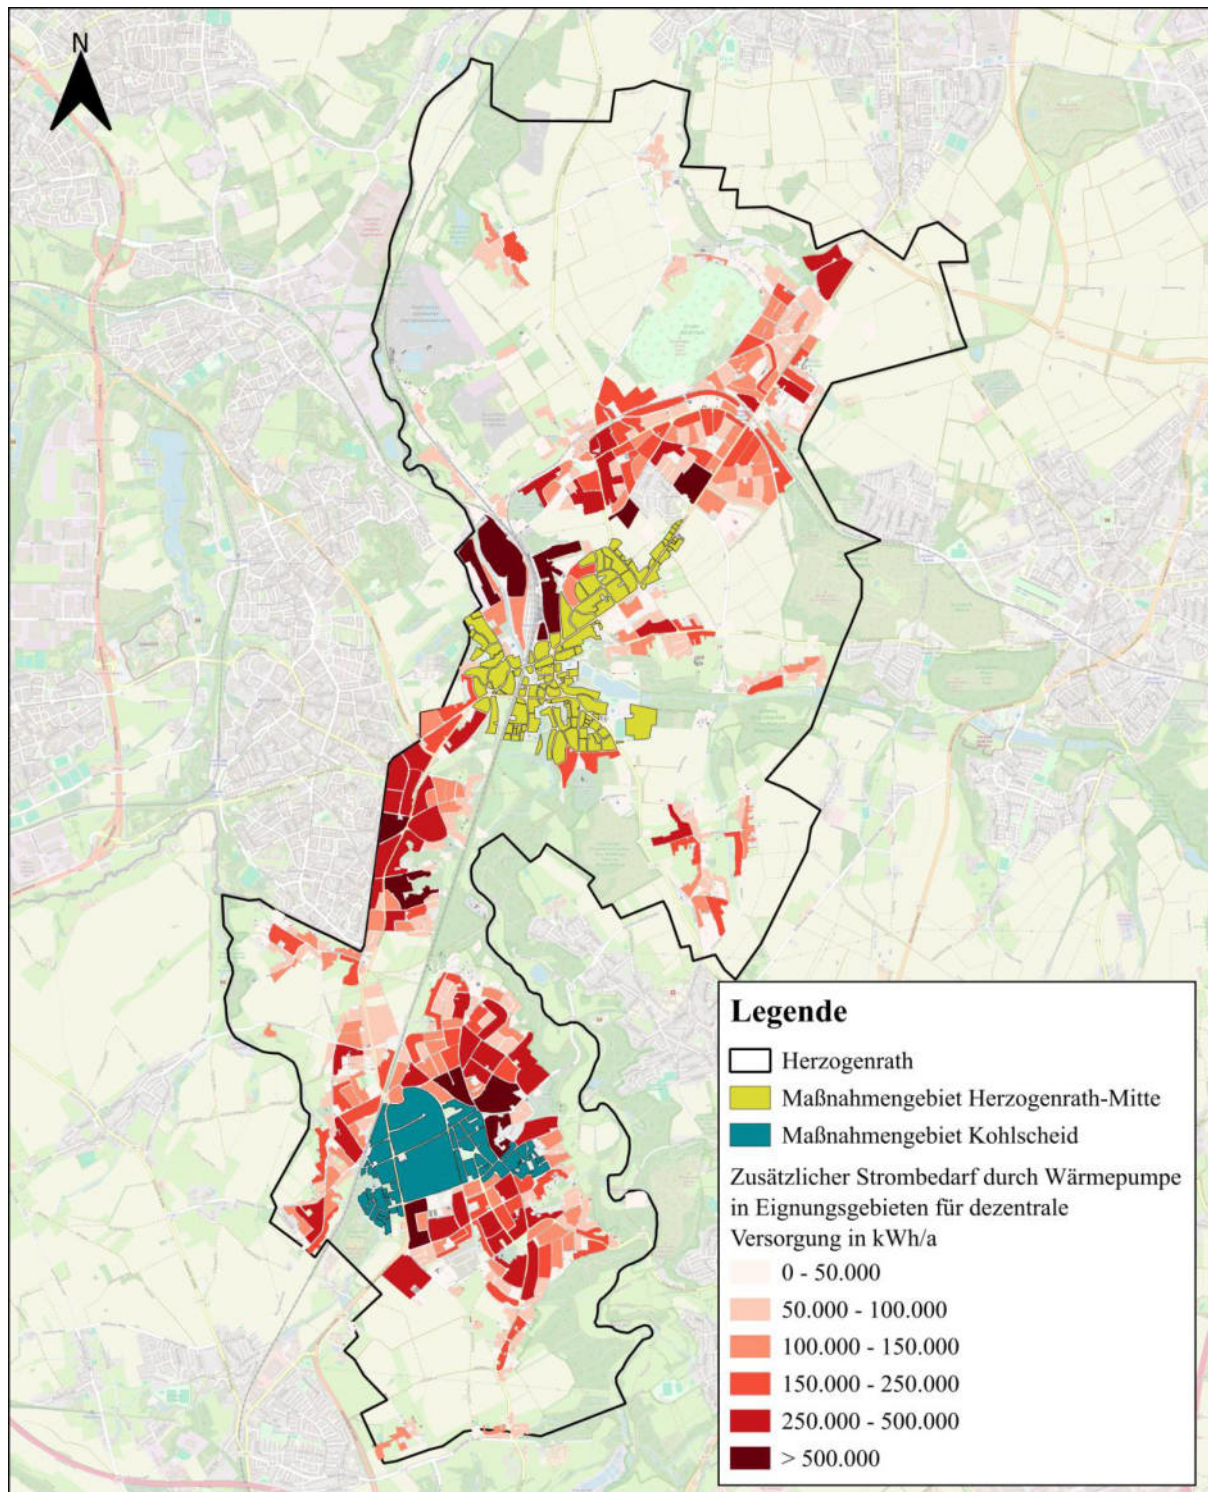 N
Legende
Herzogenrath
Maßnahmengebiet Herzogenrath-Mitte
Maßnahmengebiet Kohlscheid
Zusätzlicher Strombedarf durch Wärmepumpe
in Eignungsgebieten für dezentrale
Versorgung in kWh/a
0 - 50.000
50.000 - 100.000
100.000 - 150.000
150.000 - 250.000
250.000 - 500.000
> 500.000